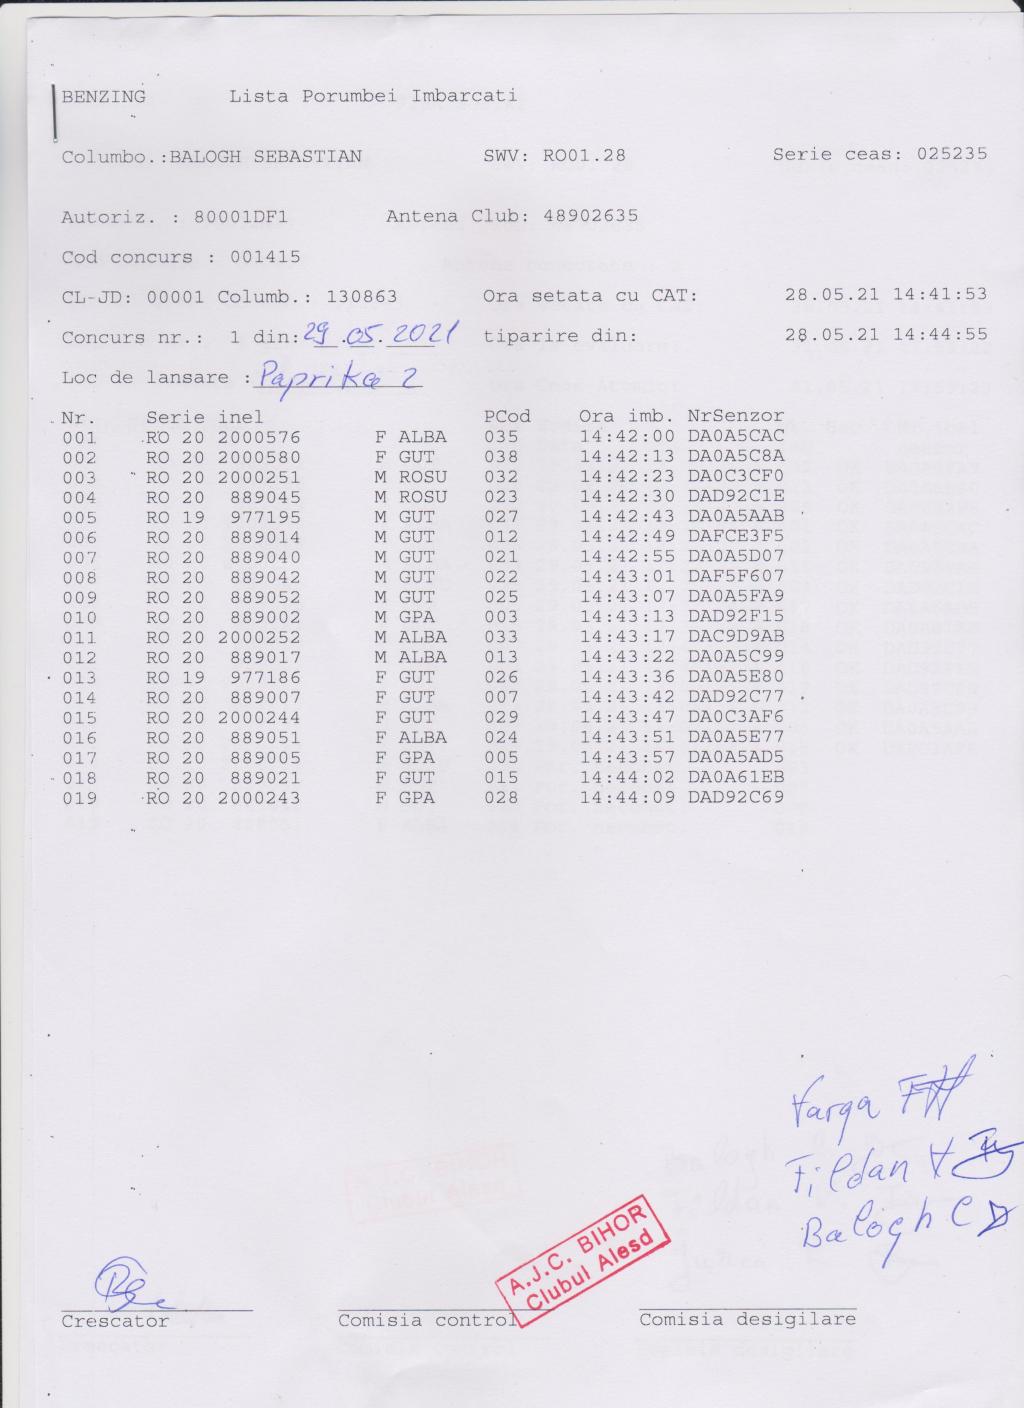 BENZING Lista Porumbei Imbarcati
Columbo.:BALOGH SEBASTIAN SWV: RO01.28 Serie ceas: 025235
Autoriz. : 80001DF1 Antena Club: 48902635
Cod concurs : 001415
CL-JD: 00001 Columb.: 130863 Ora setata cu CAT: 28.05.21 14:41:53
Concurs nr.: 1 din: 29.05.2021 tiparire din: 28.05.21 14:44:55
Loc de lansare : Paprika 2
Nr. Serie inel PCod Ora imb. NrSenzor
001 RO 20 2000576 F ALBA 035 14:42:00 DA0A5CAC
002 RO 20 2000580 F GUT 038 14:42:13 DA0A5C8A
003 RO 20 2000251 M ROSU 032 14:42:23 DA0C3CF0
004 RO 20 889045 M ROSU 023 14:42:30 DAD92C1E
005 RO 19 977195 M GUT 027 14:42:43 DA0A5AAB
006 RO 20 889014 M GUT 012 14:42:49 DAFCE3F5
007 RO 20 889040 M GUT 021 14:42:55 DA0A5D07
008 RO 20 889042 M GUT 022 14:43:01 DAF5F607
009 RO 20 889052 M GUT 025 14:43:07 DA0A5FA9
010 RO 20 889002 M GPA 003 14:43:13 DAD92F15
011 RO 20 2000252 M ALBA 033 14:43:17 DAC9D9AB
012 RO 20 889017 M ALBA 013 14:43:22 DA0A5C99
013 RO 19 977186 F GUT 026 14:43:36 DA0A5E80
014 RO 20 889007 F GUT 007 14:43:42 DAD92C77
015 RO 20 2000244 F GUT 029 14:43:47 DA0C3AF6
016 RO 20 889051 F ALBA 024 14:43:51 DA0A5E77
017 RO 20 889005 F GPA 005 14:43:57 DA0A5AD5
018 RO 20 889021 F GUT 015 14:44:02 DA0A61EB
019 RO 20 2000243 F GPA 028 14:44:09 DAD92C69
Varga F
Fildan V
Balogh C
A.J.C. BIHOR
Clubul Alesd
Crescator Comisia control Comisia desigilare